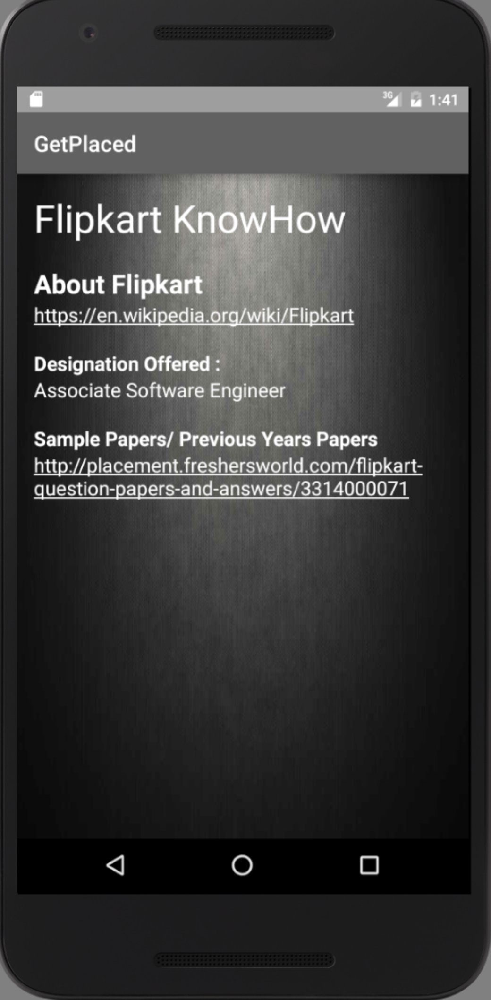 3G 1:41
GetPlaced
Flipkart KnowHow
About Flipkart
https://en.wikipedia.org/wiki/Flipkart
Designation Offered :
Associate Software Engineer
Sample Papers/ Previous Years Papers
http://placement.freshersworld.com/flipkart-
question-papers-and-answers/3314000071